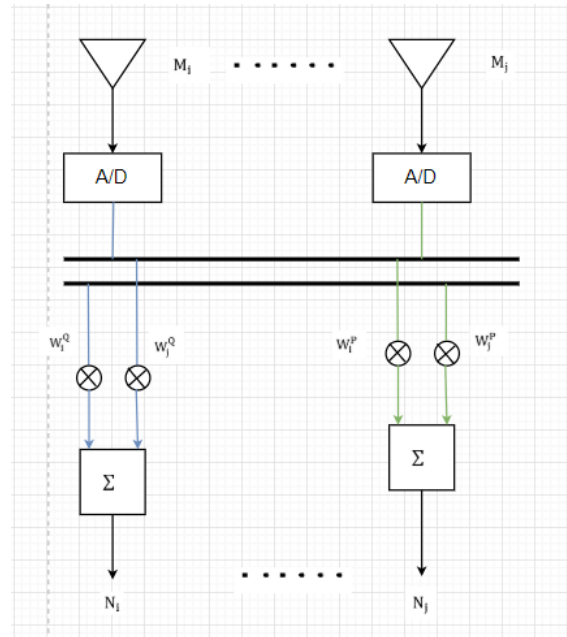 M_i M_j
A/D A/D
W_i^Q W_j^Q W_i^P W_j^P
Σ Σ
N_i N_j